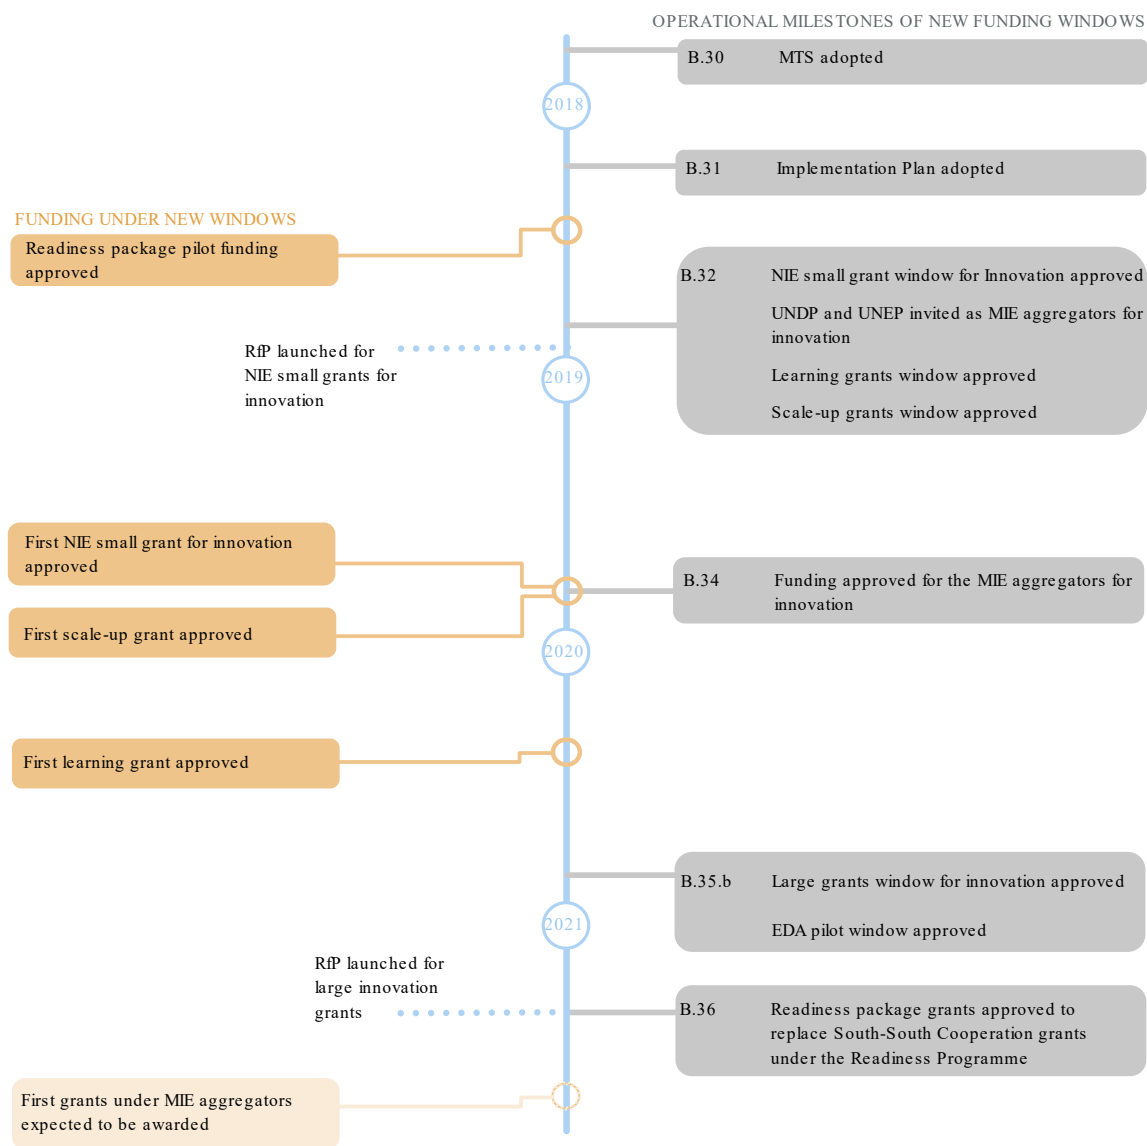 OPERATIONAL MILESTONES OF NEW FUNDING WINDOWS
B.30 MTS adopted
2018
B.31 Implementation Plan adopted
FUNDING UNDER NEW WINDOWS
Readiness package pilot funding
approved
B.32 NIE small grant window for Innovation approved
UNDP and UNEP invited as MIE aggregators for
innovation
Learning grants window approved
Scale-up grants window approved
RfP launched for
NIE small grants for
innovation
2019
First NIE small grant for innovation
approved
B.34 Funding approved for the MIE aggregators for
innovation
First scale-up grant approved
2020
First learning grant approved
B.35.b Large grants window for innovation approved
EDA pilot window approved
2021
RfP launched for
large innovation
grants
B.36 Readiness package grants approved to
replace South-South Cooperation grants
under the Readiness Programme
First grants under MIE aggregators
expected to be awarded